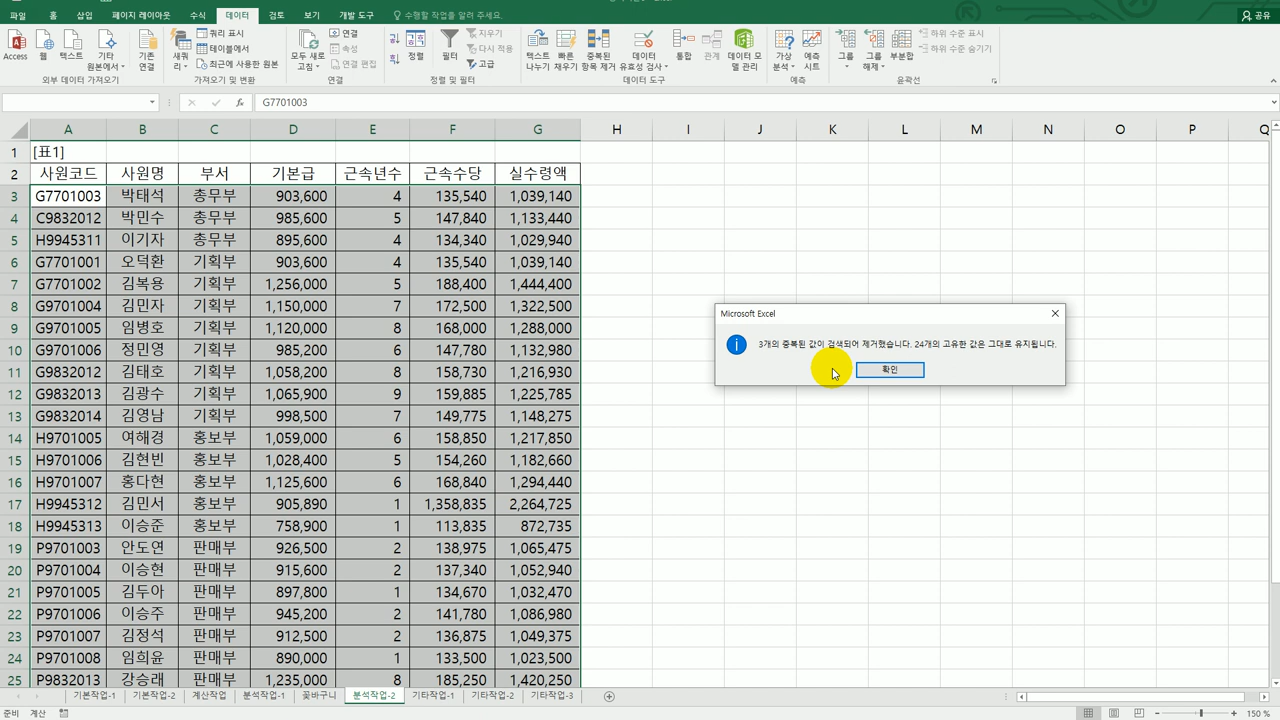 파일 홈 삽입 페이지 레이아웃 수식 데이터 검토 보기 개발 도구 수행할 작업을 알려 주세요. 공유
Access 웹 텍스트 기타 원본에서 기존 연결 새쿼리 쿼리 표시 테이블에서 최근에 사용한 원본 모두 새로 고침 연결 속성 연결 편집 정렬 필터 지우기 다시 적용 고급 텍스트 나누기 빠른 채우기 중복된 항목 제거 데이터 유효성 검사 통합 관계 데이터 모델 관리 가상 분석 예측 시트 그룹 그룹 해제 부분합 하위 수준 표시 하위 수준 숨기기
외부 데이터 가져오기 가져오기 및 변환 연결 정렬 및 필터 데이터 도구 예측 윤곽선
fx G7701003
A B C D E F G H I J K L M N O P Q
1 [표1]
2 사원코드 사원명 부서 기본급 근속년수 근속수당 실수령액
3 G7701003 박태석 총무부 903,600 4 135,540 1,039,140
4 C9832012 박민수 총무부 985,600 5 147,840 1,133,440
5 H9945311 이기자 총무부 895,600 4 134,340 1,029,940
6 G7701001 오덕환 기획부 903,600 4 135,540 1,039,140
7 G7701002 김복용 기획부 1,256,000 5 188,400 1,444,400
8 G9701004 김민자 기획부 1,150,000 7 172,500 1,322,500
9 G9701005 임병호 기획부 1,120,000 8 168,000 1,288,000
10 G9701006 정민영 기획부 985,200 6 147,780 1,132,980
11 G9832012 김태호 기획부 1,058,200 8 158,730 1,216,930
12 G9832013 김광수 기획부 1,065,900 9 159,885 1,225,785
13 G9832014 김영남 기획부 998,500 7 149,775 1,148,275
14 H9701005 여해경 홍보부 1,059,000 6 158,850 1,217,850
15 H9701006 김현빈 홍보부 1,028,400 5 154,260 1,182,660
16 H9701007 홍다현 홍보부 1,125,600 6 168,840 1,294,440
17 H9945312 김민서 홍보부 905,890 1 1,358,835 2,264,725
18 H9945313 이승준 홍보부 758,900 1 113,835 872,735
19 P9701003 안도연 판매부 926,500 2 138,975 1,065,475
20 P9701004 이승현 판매부 915,600 2 137,340 1,052,940
21 P9701005 김두아 판매부 897,800 1 134,670 1,032,470
22 P9701006 이승주 판매부 945,200 2 141,780 1,086,980
23 P9701007 김정석 판매부 912,500 2 136,875 1,049,375
24 P9701008 임희윤 판매부 890,000 1 133,500 1,023,500
25 P9832013 강승래 판매부 1,235,000 8 185,250 1,420,250
Microsoft Excel
3개의 중복된 값이 검색되어 제거했습니다. 24개의 고유한 값은 그대로 유지됩니다.
확인
기본작업-1 기본작업-2 계산작업 분석작업-1 꽃바구니 분석작업-2 기타작업-1 기타작업-2 기타작업-3
준비 계산 150 %